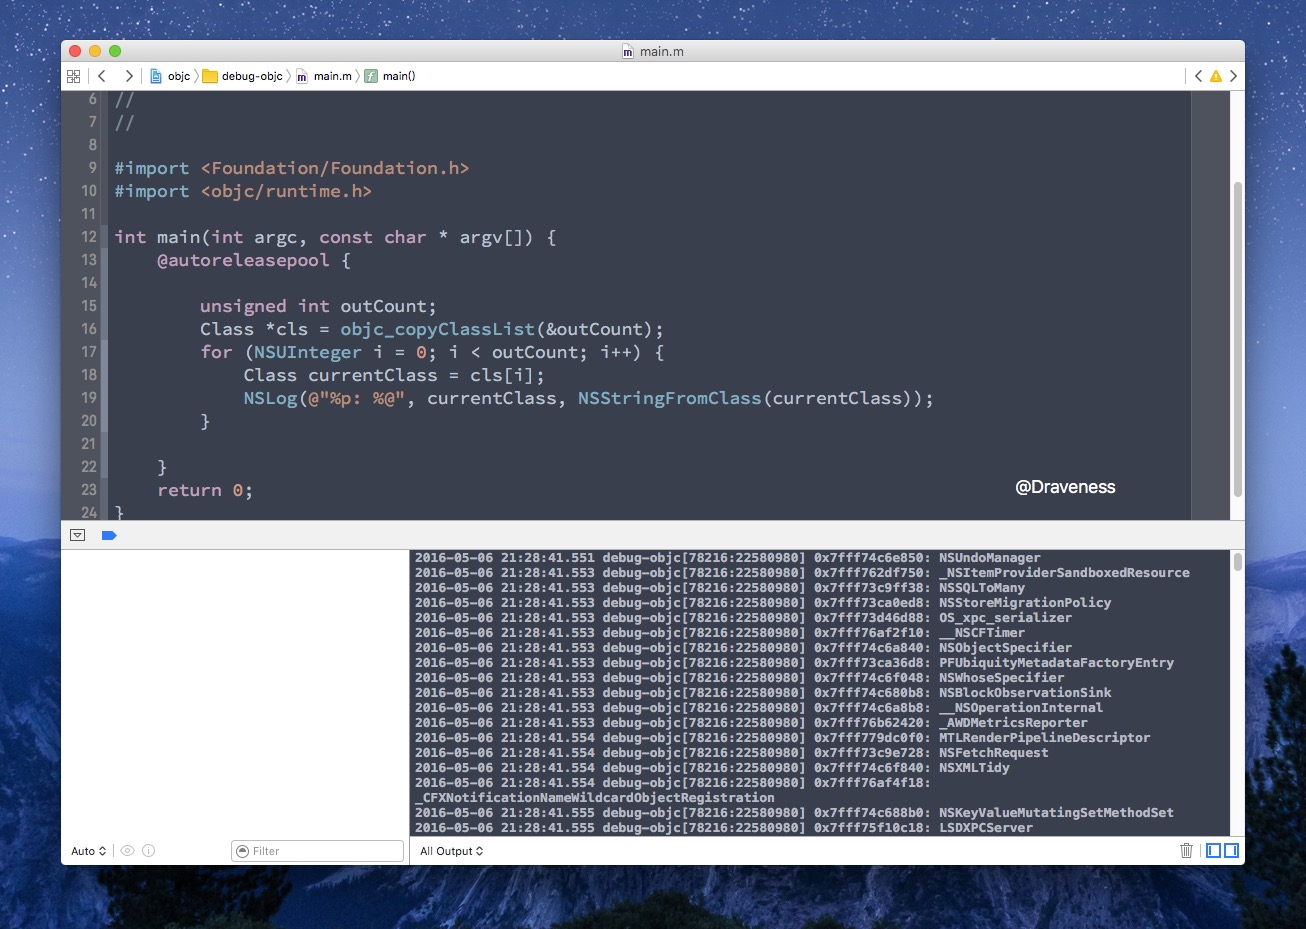 main.m
objc debug-objc main.m main()
6 //
7 //
8
9 #import <Foundation/Foundation.h>
10 #import <objc/runtime.h>
11
12 int main(int argc, const char * argv[]) {
13 @autoreleasepool {
14
15 unsigned int outCount;
16 Class *cls = objc_copyClassList(&outCount);
17 for (NSUInteger i = 0; i < outCount; i++) {
18 Class currentClass = cls[i];
19 NSLog(@"%p: %@", currentClass, NSStringFromClass(currentClass));
20 }
21
22 }
23 return 0;
24 }
@Draveness
2016-05-06 21:28:41.551 debug-objc[78216:22580980] 0x7fff74c6e850: NSUndoManager
2016-05-06 21:28:41.553 debug-objc[78216:22580980] 0x7fff762df750: _NSItemProviderSandboxedResource
2016-05-06 21:28:41.553 debug-objc[78216:22580980] 0x7fff73c9ff38: NSSQLToMany
2016-05-06 21:28:41.553 debug-objc[78216:22580980] 0x7fff73ca0ed8: NSStoreMigrationPolicy
2016-05-06 21:28:41.553 debug-objc[78216:22580980] 0x7fff73d46d88: OS_xpc_serializer
2016-05-06 21:28:41.553 debug-objc[78216:22580980] 0x7fff76af2f10: __NSCFTimer
2016-05-06 21:28:41.553 debug-objc[78216:22580980] 0x7fff74c6a840: NSObjectSpecifier
2016-05-06 21:28:41.553 debug-objc[78216:22580980] 0x7fff73ca36d8: PFUbiquityMetadataFactoryEntry
2016-05-06 21:28:41.553 debug-objc[78216:22580980] 0x7fff74c6f048: NSWhoseSpecifier
2016-05-06 21:28:41.553 debug-objc[78216:22580980] 0x7fff74c680b8: NSBlockObservationSink
2016-05-06 21:28:41.553 debug-objc[78216:22580980] 0x7fff74c6a8b8: __NSOperationInternal
2016-05-06 21:28:41.553 debug-objc[78216:22580980] 0x7fff76b62420: _AWDMetricsReporter
2016-05-06 21:28:41.554 debug-objc[78216:22580980] 0x7fff779dc0f0: MTLRenderPipelineDescriptor
2016-05-06 21:28:41.554 debug-objc[78216:22580980] 0x7fff73c9e728: NSFetchRequest
2016-05-06 21:28:41.554 debug-objc[78216:22580980] 0x7fff74c6f840: NSXMLTidy
2016-05-06 21:28:41.554 debug-objc[78216:22580980] 0x7fff76af4f18:
_CFXNotificationNameWildcardObjectRegistration
2016-05-06 21:28:41.555 debug-objc[78216:22580980] 0x7fff74c688b0: NSKeyValueMutatingSetMethodSet
2016-05-06 21:28:41.555 debug-objc[78216:22580980] 0x7fff75f10c18: LSDXPCServer
Auto Filter All Output